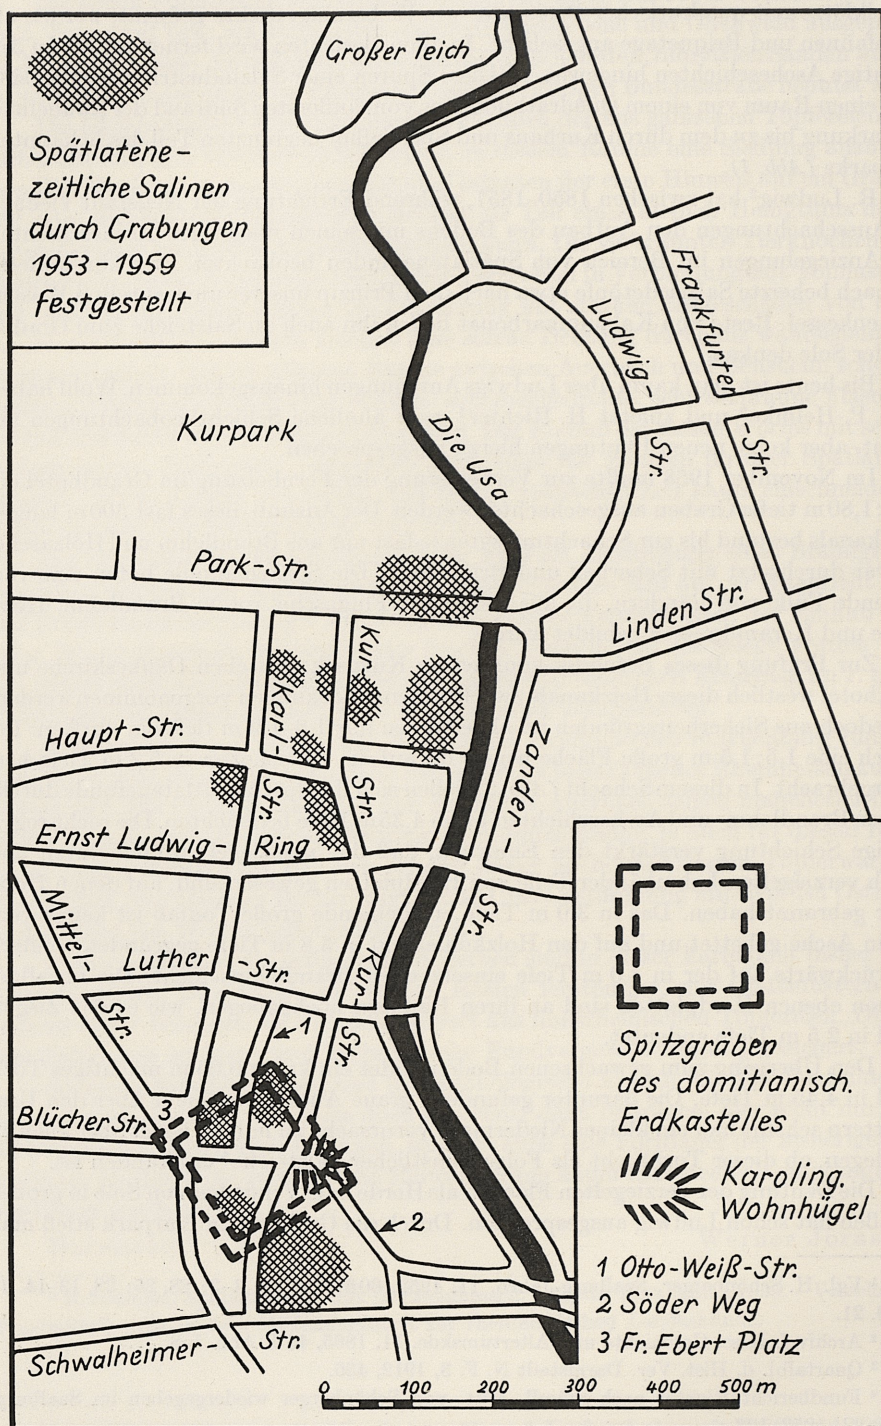 Großer Teich
Spätlatène-
zeitliche Salinen
durch Grabungen
1953-1959
festgestellt
Frankfurter
-Str.
Ludwig-
Str.
Kurpark
Die Usa
Park-Str.
Linden Str.
Kur-
Str.
Karl-
Str.
Haupt-Str.
Zander-
Str.
Ernst Ludwig-Ring
Mittel-
Str.
Luther-Str.
Kur-
Str.
1
Blücher Str.
3
2
Schwalheimer-Str.
Spitzgräben
des domitianisch.
Erdkastelles
Karoling.
Wohnhügel
1 Otto-Weiß-Str.
2 Söder Weg
3 Fr. Ebert Platz
0 100 200 300 400 500 m